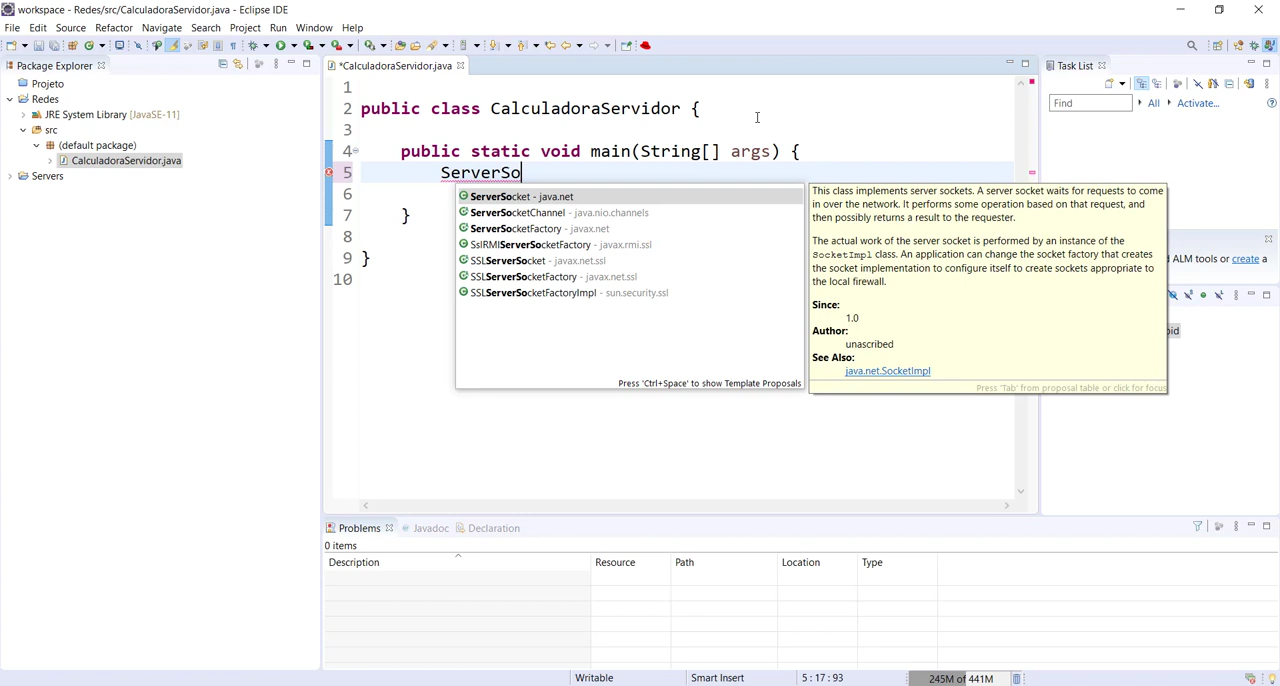 workspace - Redes/src/CalculadoraServidor.java - Eclipse IDE
File Edit Source Refactor Navigate Search Project Run Window Help
Package Explorer
*CalculadoraServidor.java
Task List
Projeto
Redes
JRE System Library [JavaSE-11]
src
(default package)
CalculadoraServidor.java
Servers
1
2 public class CalculadoraServidor {
3
4 public static void main(String[] args) {
5 ServerSo
6
7 }
8
9 }
10
ServerSocket - java.net
ServerSocketChannel - java.nio.channels
ServerSocketFactory - javax.net
SslRMIServerSocketFactory - javax.rmi.ssl
SSLServerSocket - javax.net.ssl
SSLServerSocketFactory - javax.net.ssl
SSLServerSocketFactoryImpl - sun.security.ssl
Press 'Ctrl+Space' to show Template Proposals
This class implements server sockets. A server socket waits for requests to come
in over the network. It performs some operation based on that request, and
then possibly returns a result to the requester.
The actual work of the server socket is performed by an instance of the
SocketImpl class. An application can change the socket factory that creates
the socket implementation to configure itself to create sockets appropriate to
the local firewall.
Since:
1.0
Author:
unascribed
See Also:
java.net.SocketImpl
Press 'Tab' from proposal table or click for focus
Find All Activate...
ALM tools or create a
Problems Javadoc Declaration
0 items
Description Resource Path Location Type
Writable Smart Insert 5 : 17 : 93 245M of 441M